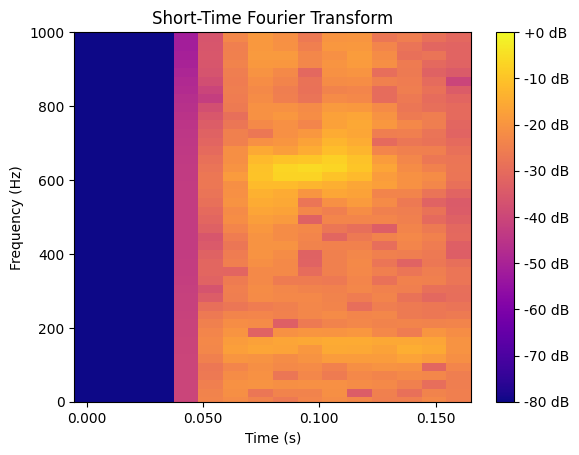 Short-Time Fourier Transform
1000
800
600
400
200
0
Frequency (Hz)
0.000
0.050
0.100
0.150
Time (s)
+0 dB
-10 dB
-20 dB
-30 dB
-40 dB
-50 dB
-60 dB
-70 dB
-80 dB